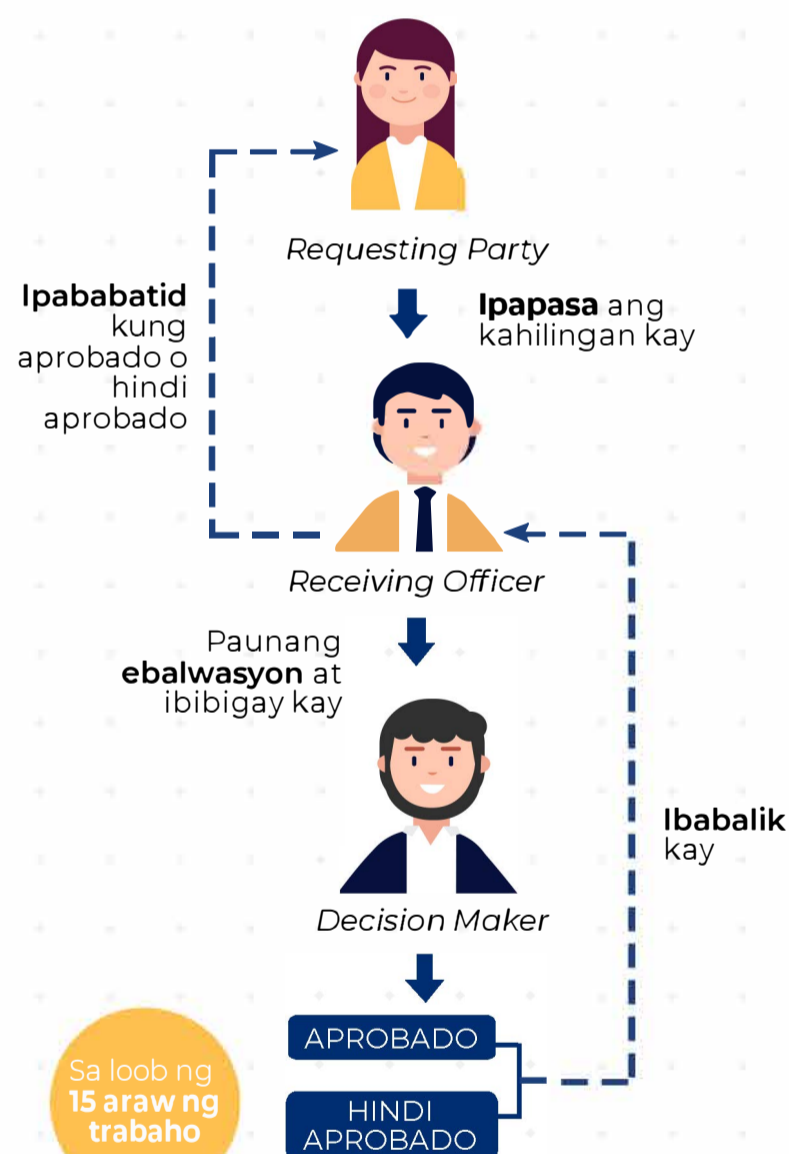 Requesting Party
Ipapasa ang
kahilingan kay
Ipababatid
kung
aprobado o
hindi
aprobado
Receiving Officer
Paunang
ebalwasyon at
ibibigay kay
Decision Maker
Ibabalik
kay
APROBADO
HINDI
APROBADO
Sa loob ng
15 araw ng
trabaho